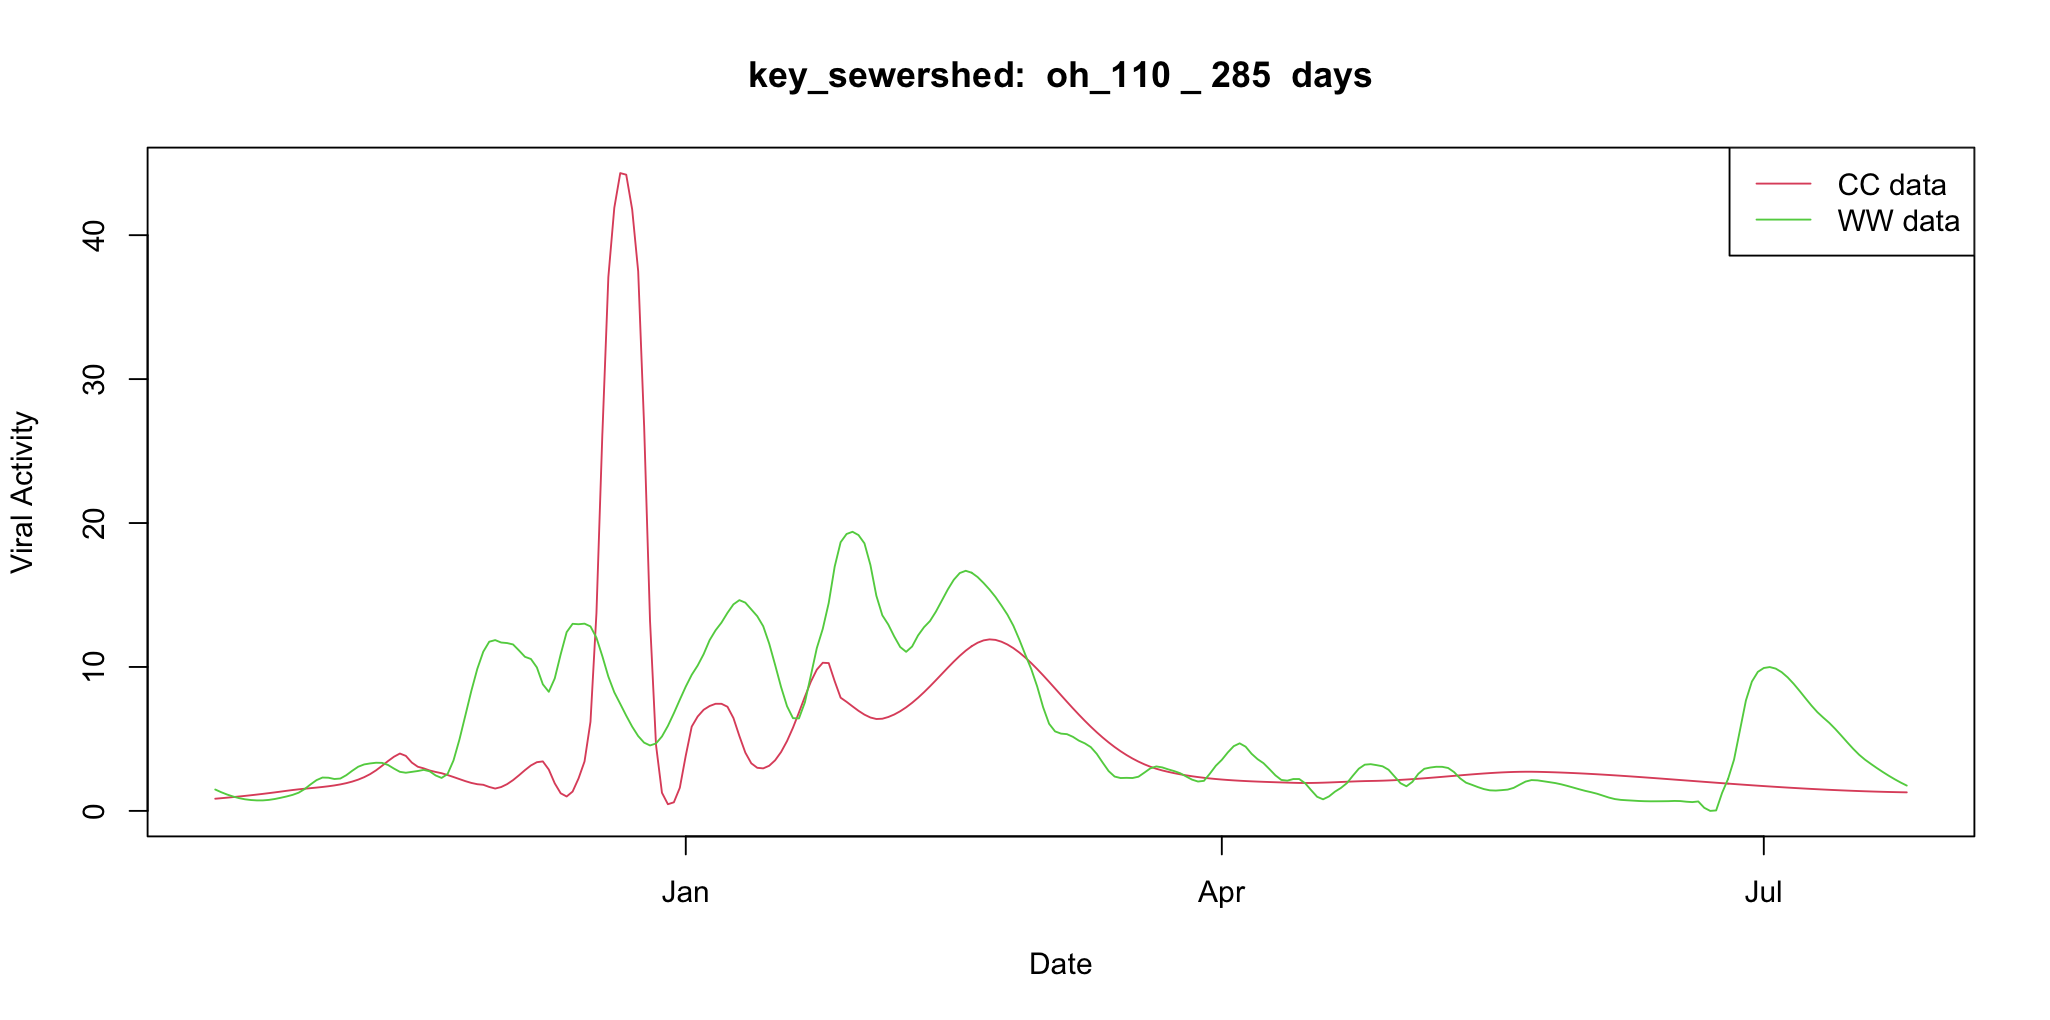 key_sewershed:  oh_110 _ 285  days
CC data
WW data
Viral Activity
40
30
20
10
0
Jan
Apr
Jul
Date